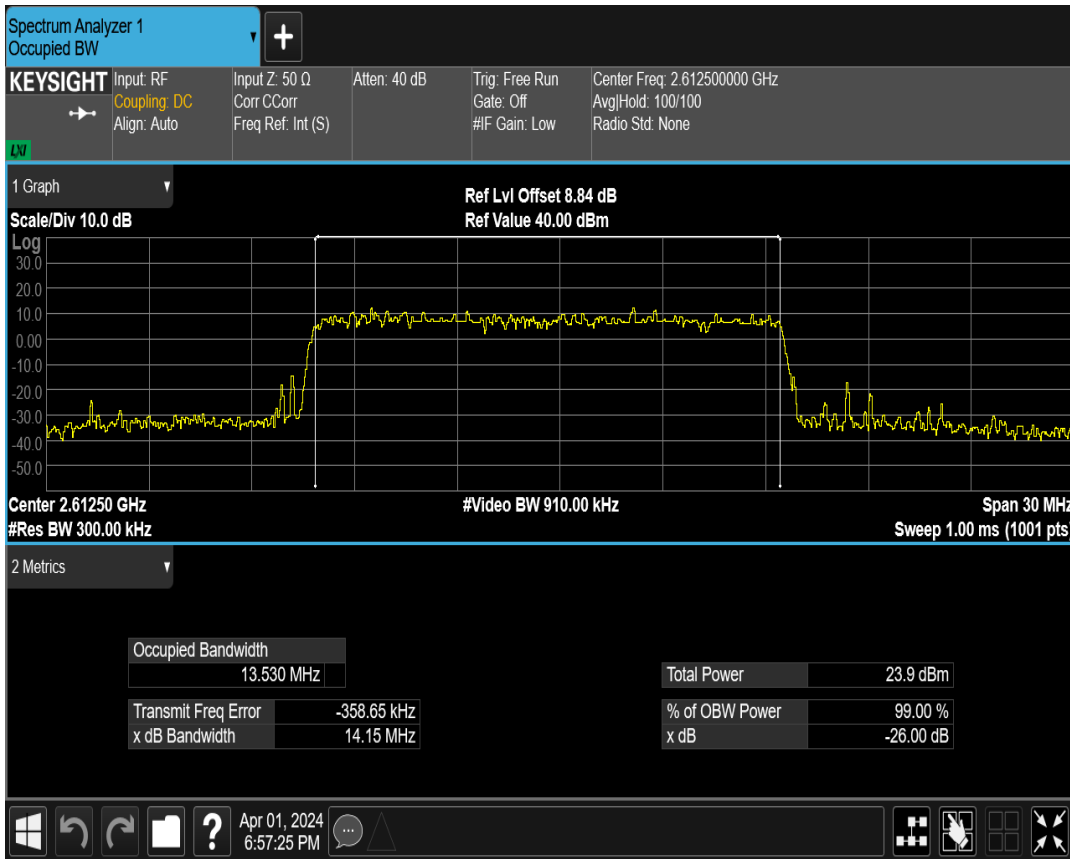 Spectrum Analyzer 1
Occupied BW
+
KEYSIGHT
LXI
Input: RF
Coupling: DC
Align: Auto
Input Z: 50 Ω
Corr CCorr
Freq Ref: Int (S)
Atten: 40 dB
Trig: Free Run
Gate: Off
#IF Gain: Low
Center Freq: 2.612500000 GHz
Avg|Hold: 100/100
Radio Std: None
1 Graph
Scale/Div 10.0 dB
Ref Lvl Offset 8.84 dB
Ref Value 40.00 dBm
Log
30.0
20.0
10.0
0.00
-10.0
-20.0
-30.0
-40.0
-50.0
Center 2.61250 GHz
#Video BW 910.00 kHz
Span 30 MHz
#Res BW 300.00 kHz
Sweep 1.00 ms (1001 pts)
2 Metrics
Occupied Bandwidth
13.530 MHz
Transmit Freq Error -358.65 kHz
x dB Bandwidth 14.15 MHz
Total Power 23.9 dBm
% of OBW Power 99.00 %
x dB -26.00 dB
?
Apr 01, 2024
6:57:25 PM